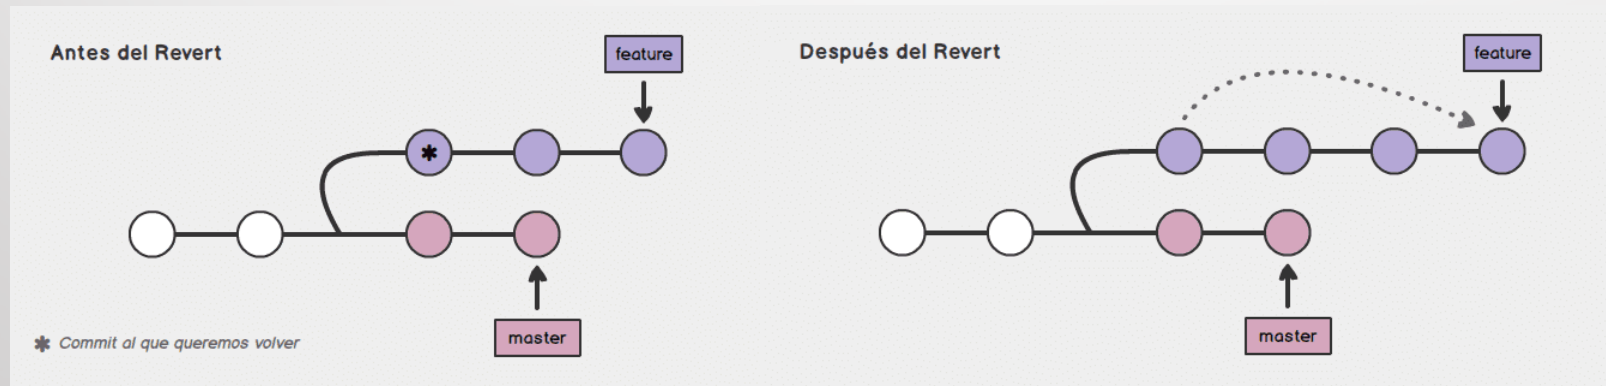 Antes del Revert
feature
master
✱ Commit al que queremos volver
Después del Revert
feature
master